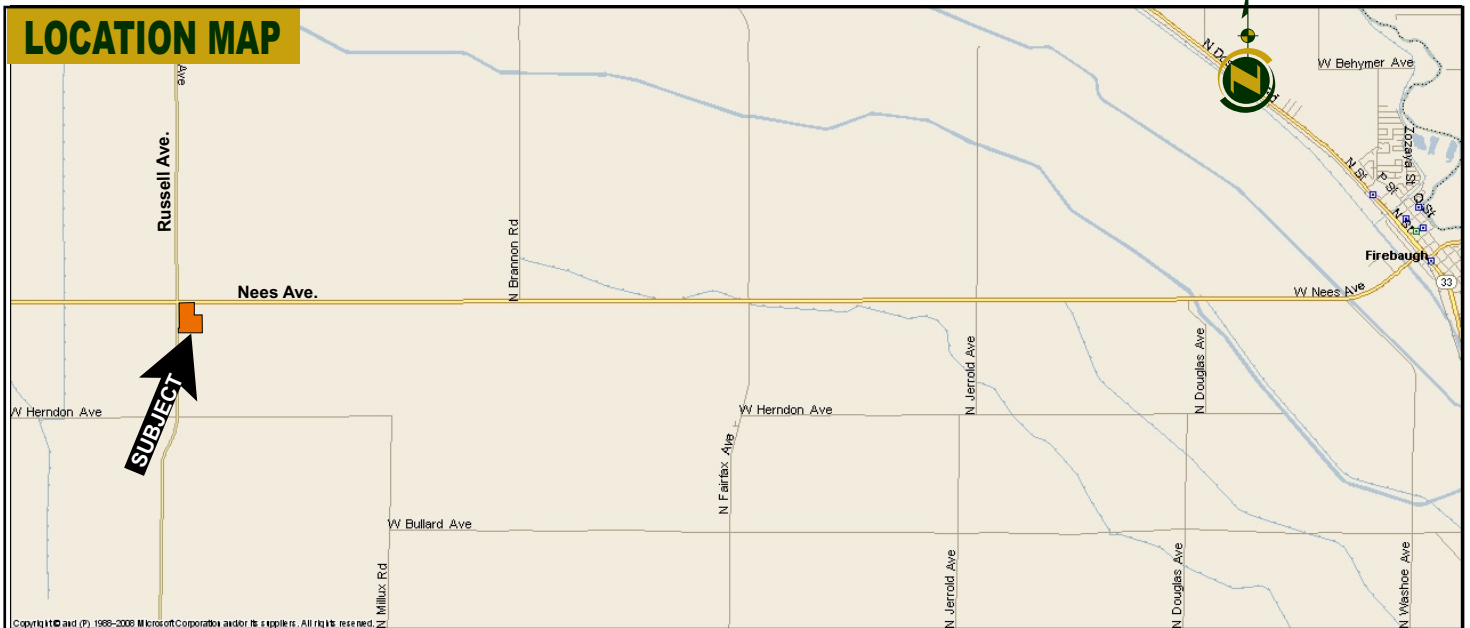 LOCATION MAP
N
W Behymer Ave
Ave
Zozaya St
Russell Ave.
N St
P St
Q St
N St
N Brannon Rd
Firebaugh
33
Nees Ave.
W Nees Ave
SUBJECT
N Jerrold Ave
N Douglas Ave
W Herndon Ave
W Herndon Ave
N Fairfax Ave
W Bullard Ave
N Millux Rd
N Jerrold Ave
N Douglas Ave
N Washoe Ave
Copyright © and (P) 1988–2008 Microsoft Corporation and/or its suppliers. All rights reserved.